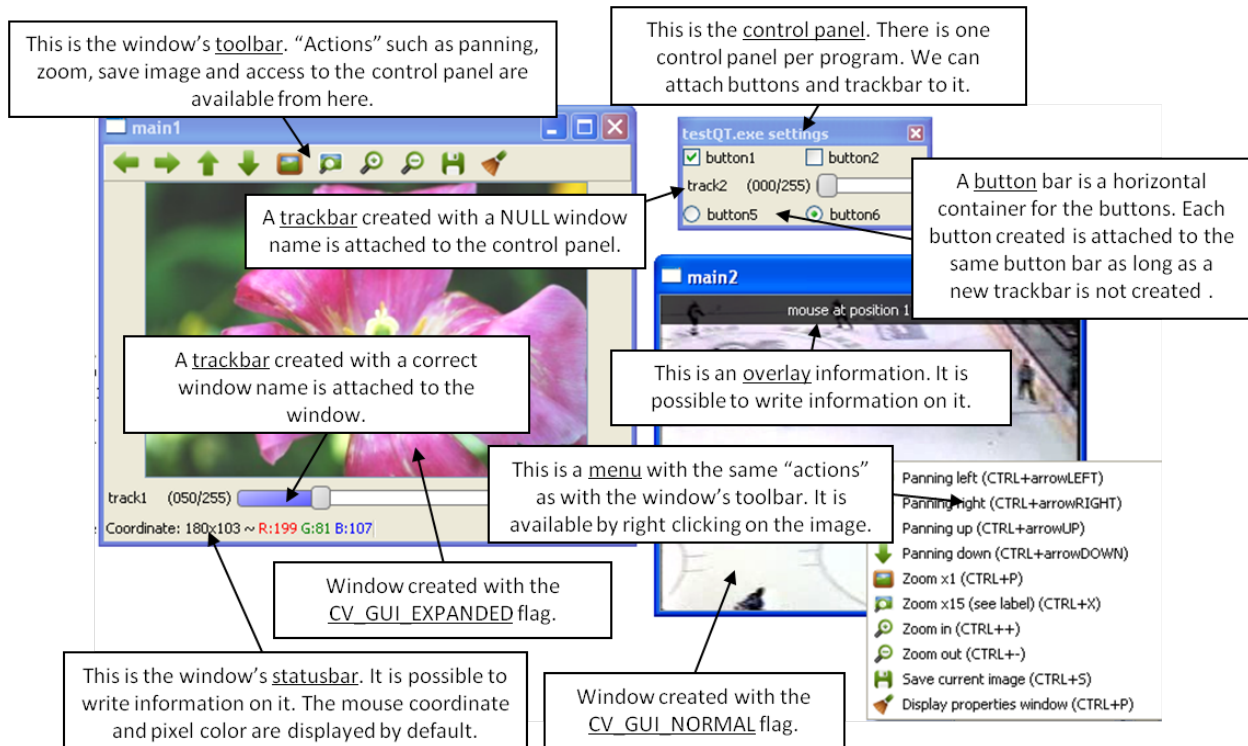 This is the window’s toolbar. “Actions” such as panning,
zoom, save image and access to the control panel are
available from here.
This is the control panel. There is one
control panel per program. We can
attach buttons and trackbar to it.
main1
testQT.exe settings
button1
button2
track2 (000/255)
button5
button6
A trackbar created with a NULL window
name is attached to the control panel.
A button bar is a horizontal
container for the buttons. Each
button created is attached to the
same button bar as long as a
new trackbar is not created .
main2
mouse at position 1
A trackbar created with a correct
window name is attached to the
window.
This is an overlay information. It is
possible to write information on it.
This is a menu with the same “actions”
as with the window’s toolbar. It is
available by right clicking on the image.
track1 (050/255)
Coordinate: 180x103 ~ R:199 G:81 B:107
Panning left (CTRL+arrowLEFT)
Panning right (CTRL+arrowRIGHT)
Panning up (CTRL+arrowUP)
Panning down (CTRL+arrowDOWN)
Zoom x1 (CTRL+P)
Zoom x15 (see label) (CTRL+X)
Zoom in (CTRL++)
Zoom out (CTRL+-)
Save current image (CTRL+S)
Display properties window (CTRL+P)
Window created with the
CV_GUI_EXPANDED flag.
This is the window’s statusbar. It is possible to
write information on it. The mouse coordinate
and pixel color are displayed by default.
Window created with the
CV_GUI_NORMAL flag.